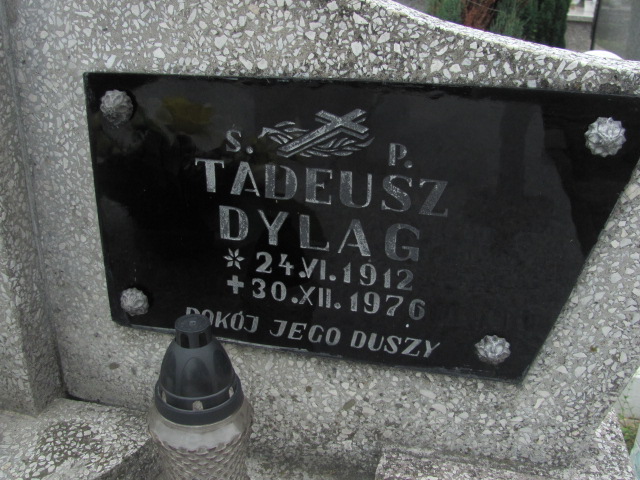 S. P.
TADEUSZ
DYLAG
* 24.VI.1912
+ 30.XII.1976
POKÓJ JEGO DUSZY